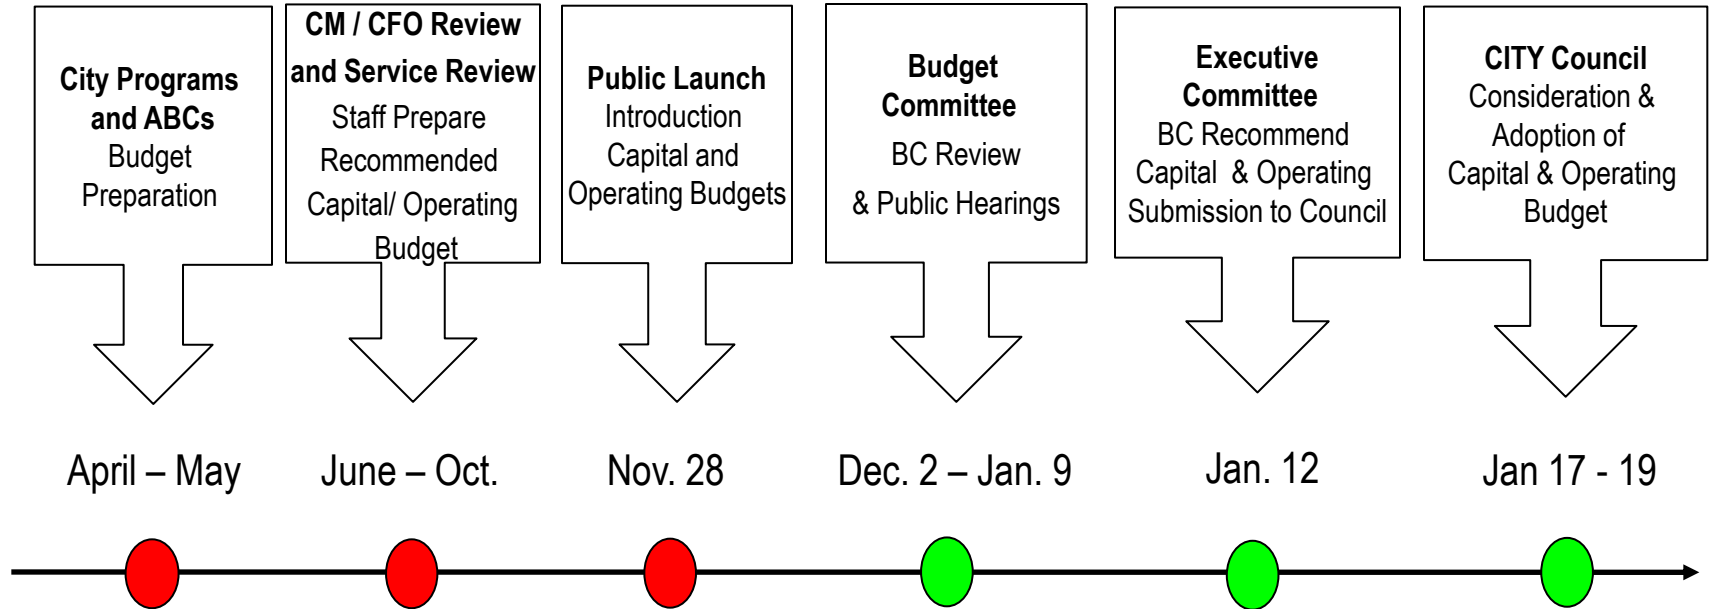 City Programs
and ABCs
Budget
Preparation
CM / CFO Review
and Service Review
Staff Prepare
Recommended
Capital/ Operating
Budget
Public Launch
Introduction
Capital and
Operating Budgets
Budget
Committee
BC Review
& Public Hearings
Executive
Committee
BC Recommend
Capital & Operating
Submission to Council
CITY Council
Consideration &
Adoption of
Capital & Operating
Budget
April – May
June – Oct.
Nov. 28
Dec. 2 – Jan. 9
Jan. 12
Jan 17 - 19